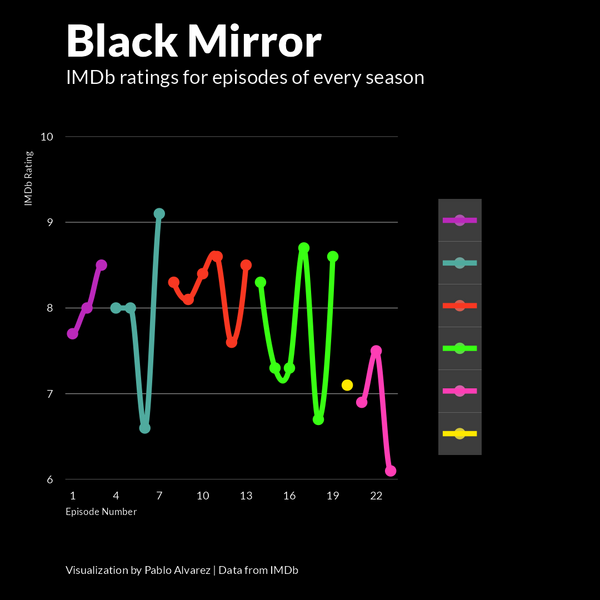 Black Mirror
IMDb ratings for episodes of every season
IMDb Rating
10
9
8
7
6
1 4 7 10 13 16 19 22
Episode Number
Visualization by Pablo Alvarez | Data from IMDb